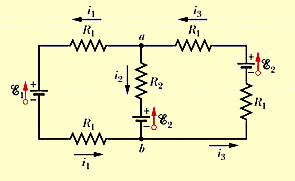 i₁ i₃
R₁ a R₁
+ ℰ₁ − i₂ R₂ + − ℰ₂
+ − ℰ₂ R₁
R₁ b
i₁ i₃